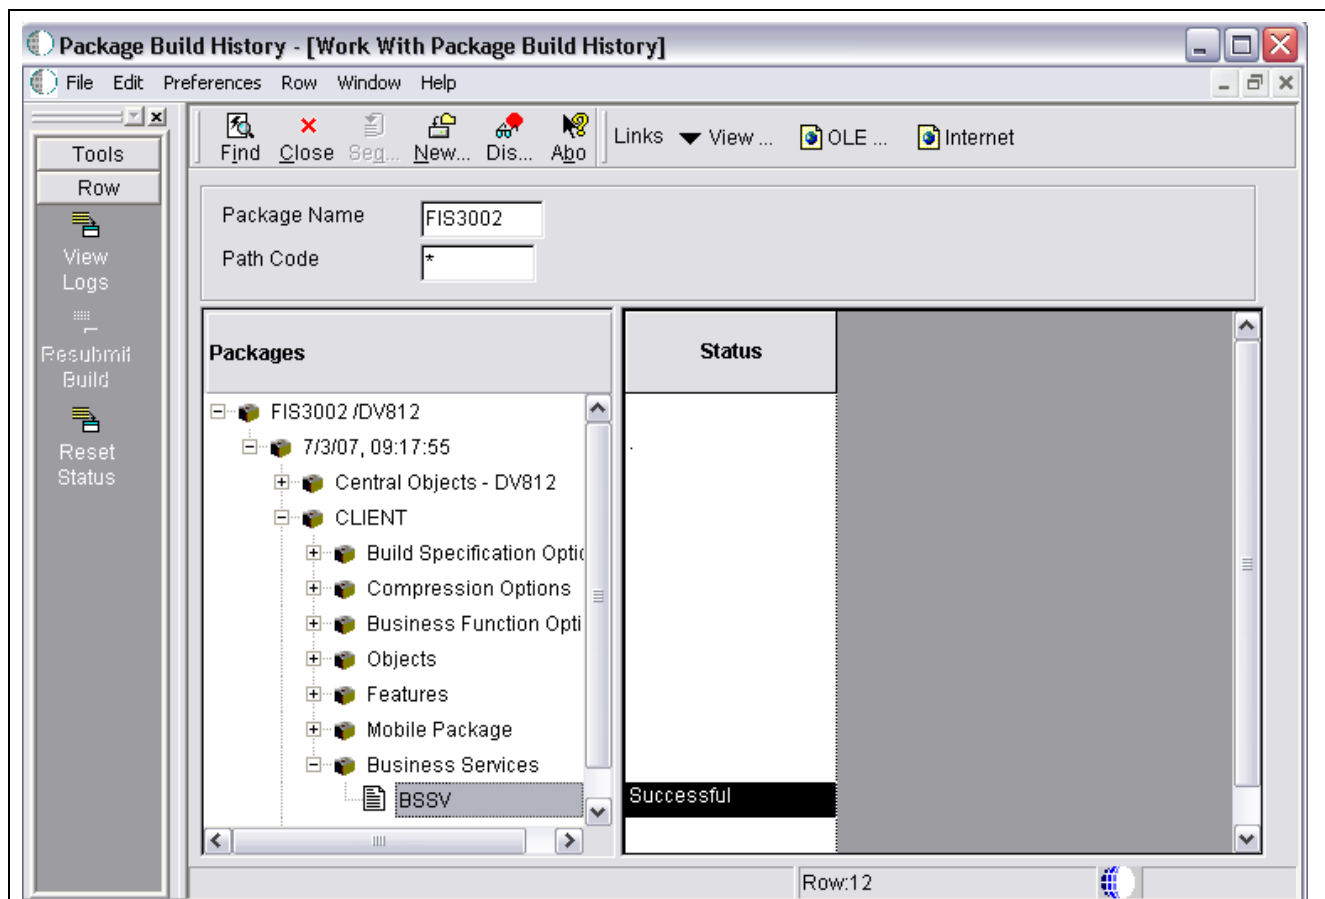 Package Build History - [Work With Package Build History]
File Edit Preferences Row Window Help
Tools
Row
View Logs
Resubmit Build
Reset Status
Find Close Seq... New... Dis... Abo Links View ... OLE ... Internet
Package Name FIS3002
Path Code *
Packages Status
FIS3002 /DV812
7/3/07, 09:17:55 .
Central Objects - DV812
CLIENT
Build Specification Optic
Compression Options
Business Function Opti
Objects
Features
Mobile Package
Business Services
BSSV Successful
Row:12